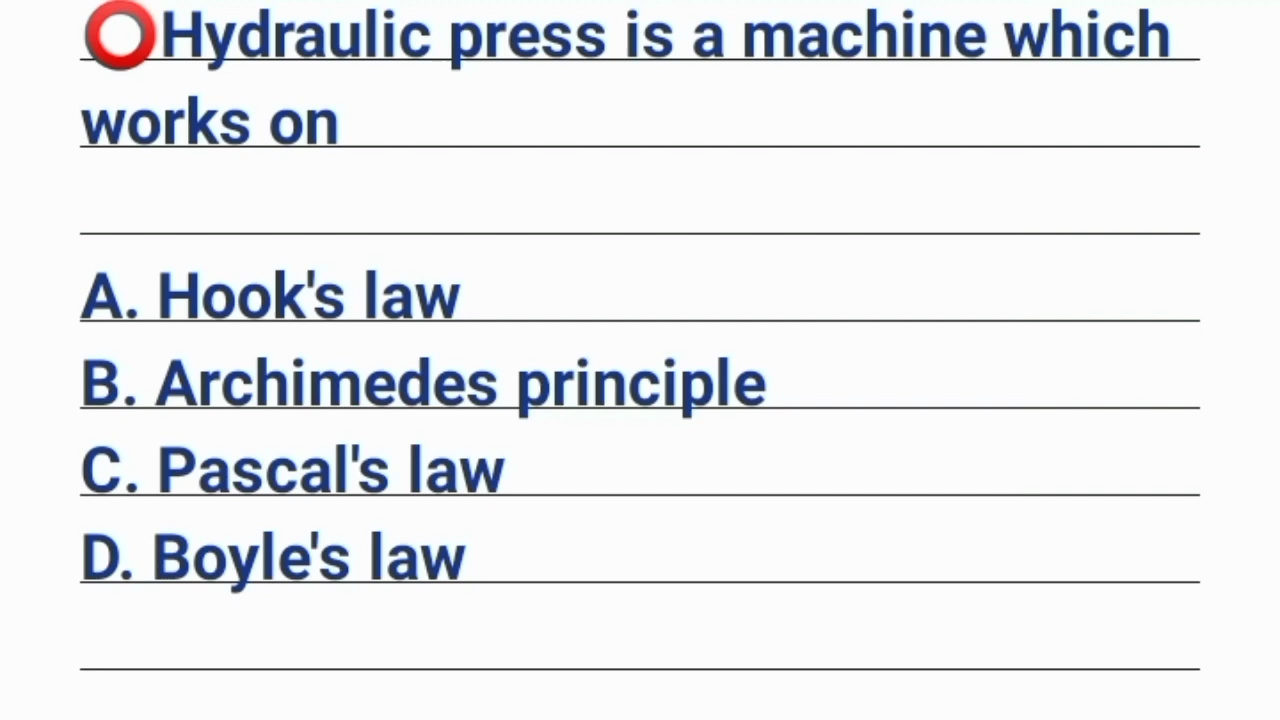 ⭕Hydraulic press is a machine which
works on
A. Hook's law
B. Archimedes principle
C. Pascal's law
D. Boyle's law